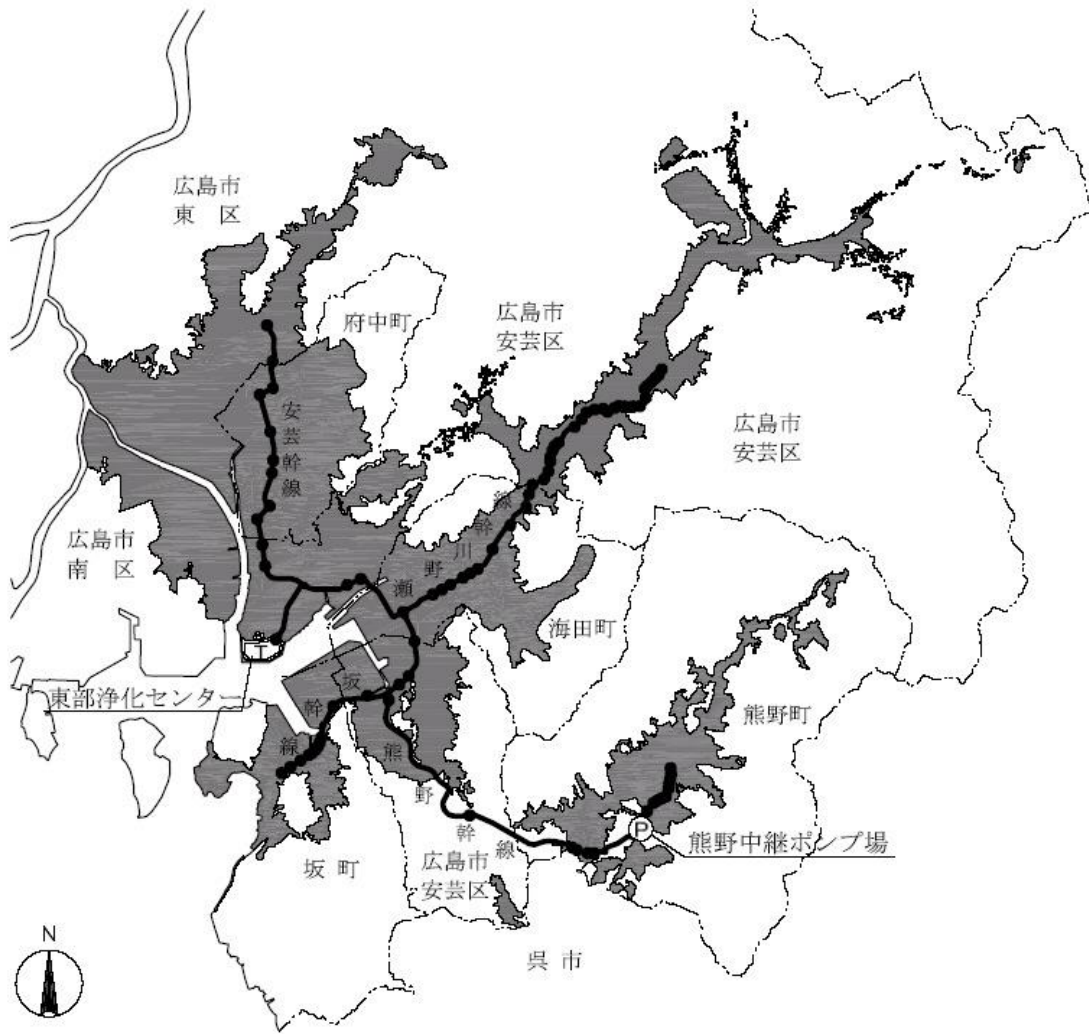 広島市
東 区
府中町
広島市
安芸区
広島市
安芸区
安芸幹線
瀬野川幹線
広島市
南 区
海田町
T
東部浄化センター
坂幹線
熊野町
熊野幹線
P
熊野中継ポンプ場
坂 町
広島市
安芸区
呉 市
N